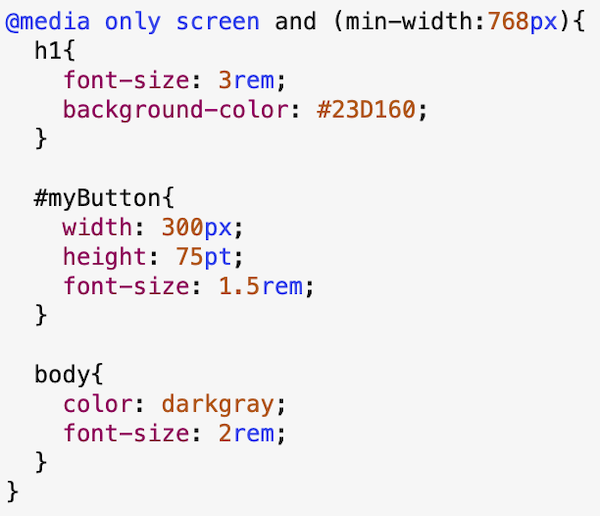 @media only screen and (min-width:768px){
  h1{
    font-size: 3rem;
    background-color: #23D160;
  }

  #myButton{
    width: 300px;
    height: 75pt;
    font-size: 1.5rem;
  }

  body{
    color: darkgray;
    font-size: 2rem;
  }
}